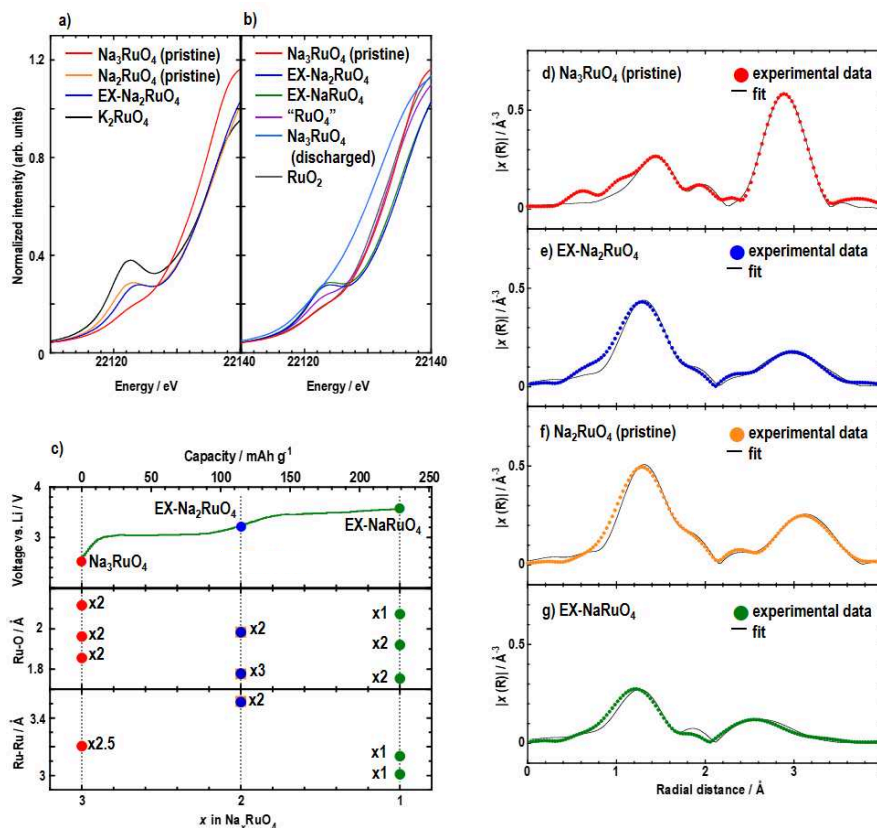 a)
b)
1.2
0.8
0.4
0
Normalized intensity (arb. units)
Na₃RuO₄ (pristine)
Na₂RuO₄ (pristine)
EX-Na₂RuO₄
K₂RuO₄
Na₃RuO₄ (pristine)
EX-Na₂RuO₄
EX-NaRuO₄
“RuO₄”
Na₃RuO₄
(discharged)
RuO₂
22120
22140
22120
22140
Energy / eV
Energy / eV
c)
Capacity / mAh g⁻¹
0 50 100 150 200 250
4
3
Voltage vs. Li / V
EX-Na₂RuO₄
EX-NaRuO₄
Na₃RuO₄
2
1.8
Ru-O / Å
x2
x2
x2
x2
x3
x1
x2
x2
3.4
3
Ru-Ru / Å
x2.5
x2
x1
x1
3 2 1
x in NaₓRuO₄
d) Na₃RuO₄ (pristine)
experimental data
fit
0.5
0
|x (R)| / Å⁻³
e) EX-Na₂RuO₄
experimental data
fit
0.5
0
|x (R)| / Å⁻³
f) Na₂RuO₄ (pristine)
experimental data
fit
0.5
0
|x (R)| / Å⁻³
g) EX-NaRuO₄
experimental data
fit
0.5
0
|x (R)| / Å⁻³
0 1 2 3
Radial distance / Å